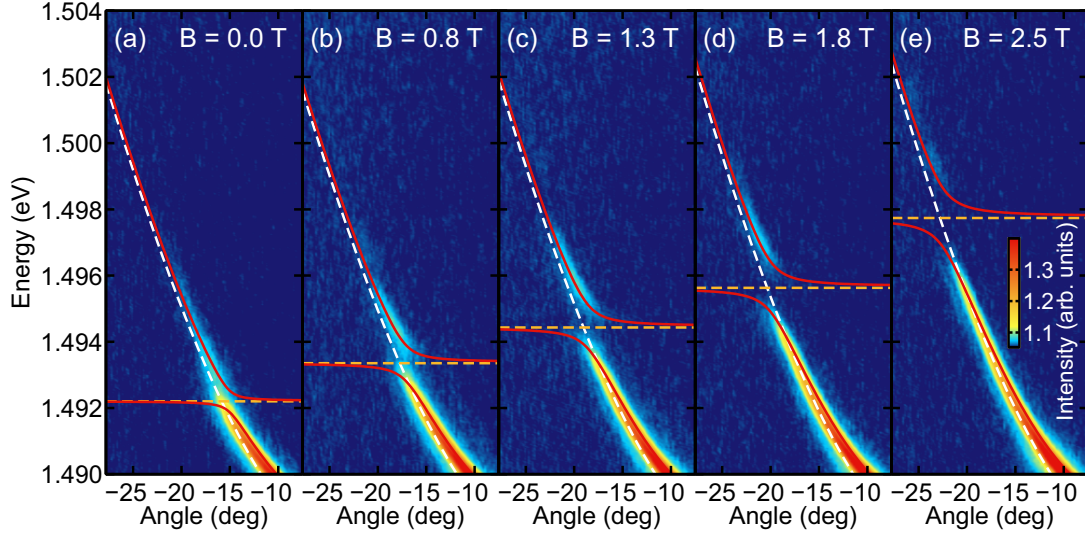 1.504
1.502
1.500
1.498
1.496
1.494
1.492
1.490
Energy (eV)
(a) B = 0.0 T
(b) B = 0.8 T
(c) B = 1.3 T
(d) B = 1.8 T
(e) B = 2.5 T
1.3
1.2
1.1
Intensity (arb. units)
−25 −20 −15 −10
−25 −20 −15 −10
−25 −20 −15 −10
−25 −20 −15 −10
−25 −20 −15 −10
Angle (deg)
Angle (deg)
Angle (deg)
Angle (deg)
Angle (deg)